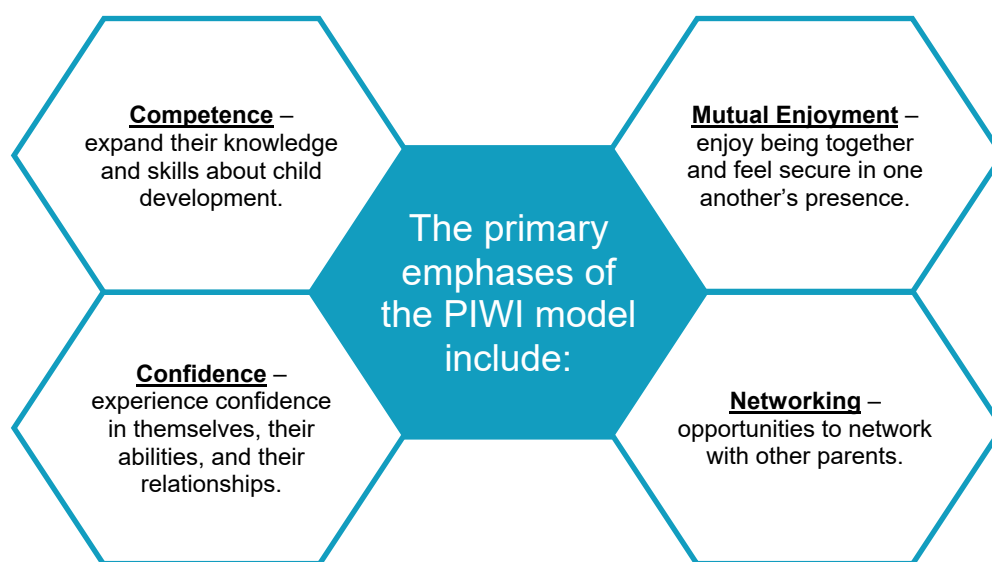 Competence –
expand their knowledge
and skills about child
development.
Mutual Enjoyment –
enjoy being together
and feel secure in one
another’s presence.
The primary
emphases of
the PIWI model
include:
Confidence –
experience confidence
in themselves, their
abilities, and their
relationships.
Networking –
opportunities to network
with other parents.